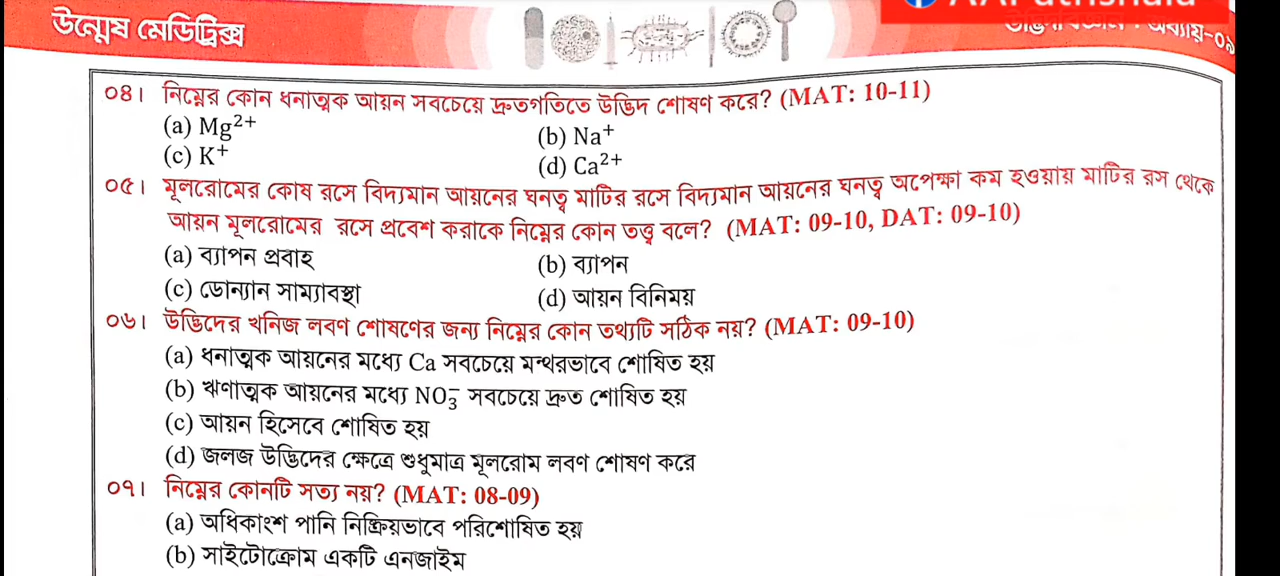 উন্মেষ মেডিট্রিক্স
অধ্যায়-০৯
০৪। নিম্নের কোন ধনাত্মক আয়ন সবচেয়ে দ্রুতগতিতে উদ্ভিদ শোষণ করে? (MAT: 10-11)
(a) Mg²⁺ (b) Na⁺
(c) K⁺ (d) Ca²⁺
০৫। মূলরোমের কোষ রসে বিদ্যমান আয়নের ঘনত্ব মাটির রসে বিদ্যমান আয়নের ঘনত্ব অপেক্ষা কম হওয়ায় মাটির রস থেকে
আয়ন মূলরোমের রসে প্রবেশ করাকে নিম্নের কোন তত্ত্ব বলে? (MAT: 09-10, DAT: 09-10)
(a) ব্যাপন প্রবাহ (b) ব্যাপন
(c) ডোন্যান সাম্যাবস্থা (d) আয়ন বিনিময়
০৬। উদ্ভিদের খনিজ লবণ শোষণের জন্য নিম্নের কোন তথ্যটি সঠিক নয়? (MAT: 09-10)
(a) ধনাত্মক আয়নের মধ্যে Ca সবচেয়ে মন্থরভাবে শোষিত হয়
(b) ঋণাত্মক আয়নের মধ্যে NO₃⁻ সবচেয়ে দ্রুত শোষিত হয়
(c) আয়ন হিসেবে শোষিত হয়
(d) জলজ উদ্ভিদের ক্ষেত্রে শুধুমাত্র মূলরোম লবণ শোষণ করে
০৭। নিম্নের কোনটি সত্য নয়? (MAT: 08-09)
(a) অধিকাংশ পানি নিষ্ক্রিয়ভাবে পরিশোষিত হয়
(b) সাইটোক্রোম একটি এনজাইম